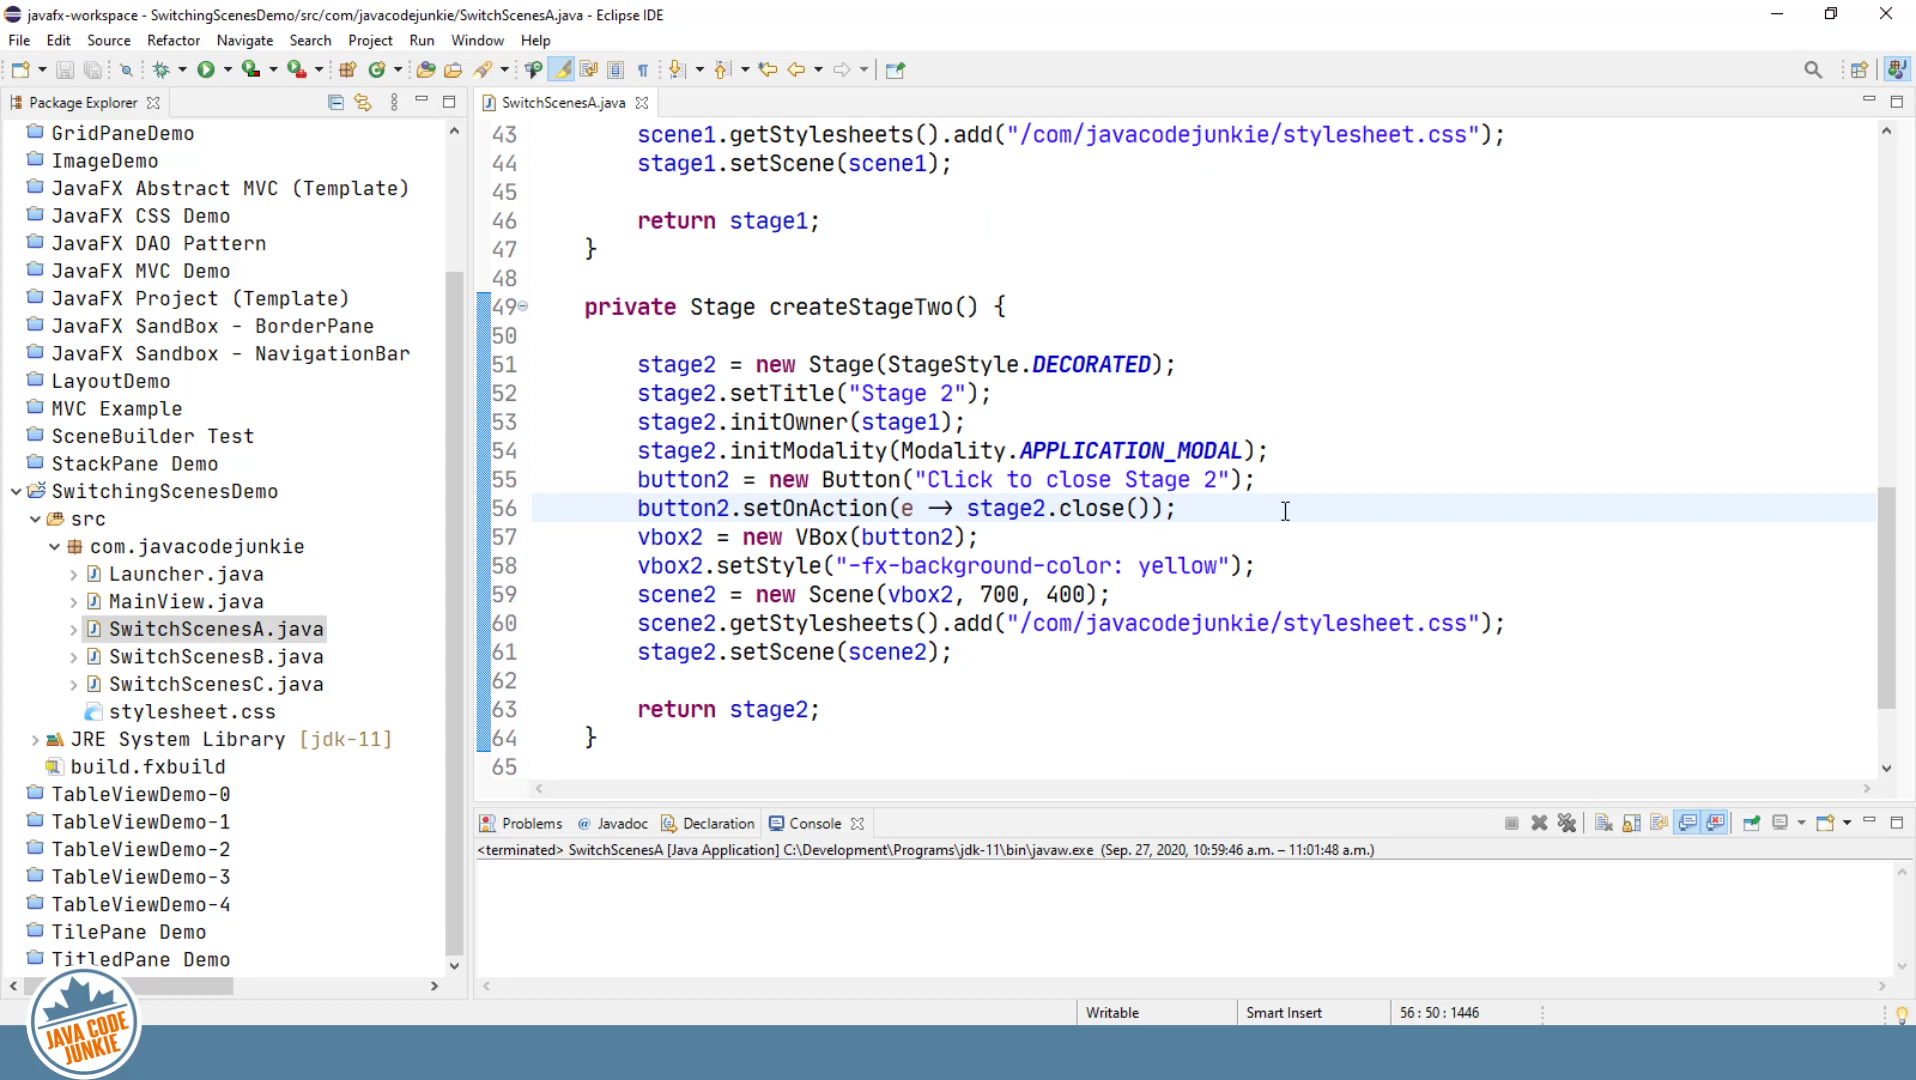 javafx-workspace - SwitchingScenesDemo/src/com/javacodejunkie/SwitchScenesA.java - Eclipse IDE
File Edit Source Refactor Navigate Search Project Run Window Help
Package Explorer
GridPaneDemo
ImageDemo
JavaFX Abstract MVC (Template)
JavaFX CSS Demo
JavaFX DAO Pattern
JavaFX MVC Demo
JavaFX Project (Template)
JavaFX SandBox - BorderPane
JavaFX Sandbox - NavigationBar
LayoutDemo
MVC Example
SceneBuilder Test
StackPane Demo
SwitchingScenesDemo
src
com.javacodejunkie
Launcher.java
MainView.java
SwitchScenesA.java
SwitchScenesB.java
SwitchScenesC.java
stylesheet.css
JRE System Library [jdk-11]
build.fxbuild
TableViewDemo-0
TableViewDemo-1
TableViewDemo-2
TableViewDemo-3
TableViewDemo-4
TilePane Demo
TitledPane Demo
SwitchScenesA.java
43 scene1.getStylesheets().add("/com/javacodejunkie/stylesheet.css");
44 stage1.setScene(scene1);
45
46 return stage1;
47 }
48
49 private Stage createStageTwo() {
50
51 stage2 = new Stage(StageStyle.DECORATED);
52 stage2.setTitle("Stage 2");
53 stage2.initOwner(stage1);
54 stage2.initModality(Modality.APPLICATION_MODAL);
55 button2 = new Button("Click to close Stage 2");
56 button2.setOnAction(e -> stage2.close());
57 vbox2 = new VBox(button2);
58 vbox2.setStyle("-fx-background-color: yellow");
59 scene2 = new Scene(vbox2, 700, 400);
60 scene2.getStylesheets().add("/com/javacodejunkie/stylesheet.css");
61 stage2.setScene(scene2);
62
63 return stage2;
64 }
65
Problems @ Javadoc Declaration Console
<terminated> SwitchScenesA [Java Application] C:\Development\Programs\jdk-11\bin\javaw.exe (Sep. 27, 2020, 10:59:46 a.m. – 11:01:48 a.m.)
Writable Smart Insert 56 : 50 : 1446
JAVA CODE
JUNKIE